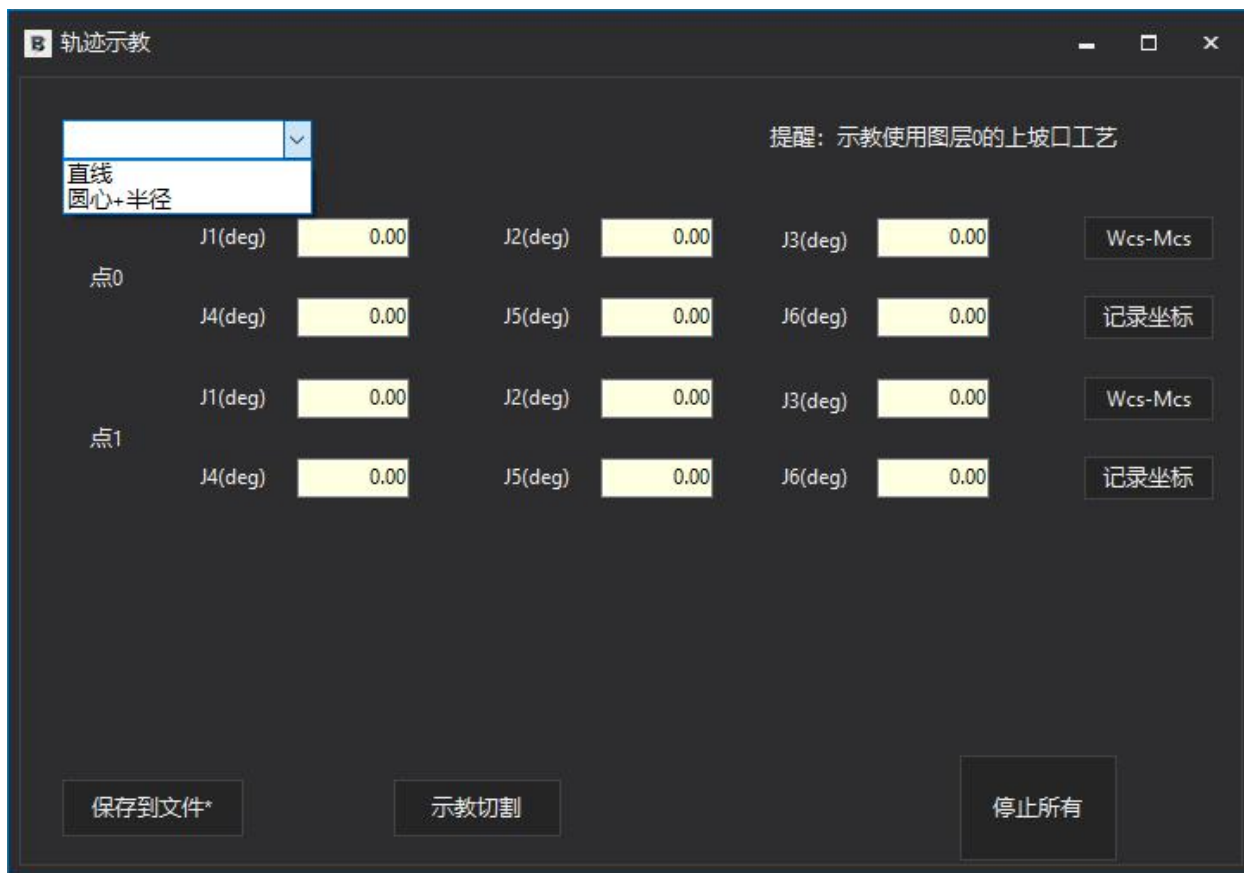 B 轨迹示教
提醒：示教使用图层0的上坡口工艺
直线
圆心+半径
J1(deg) 0.00 J2(deg) 0.00 J3(deg) 0.00 Wcs-Mcs
点0
J4(deg) 0.00 J5(deg) 0.00 J6(deg) 0.00 记录坐标
J1(deg) 0.00 J2(deg) 0.00 J3(deg) 0.00 Wcs-Mcs
点1
J4(deg) 0.00 J5(deg) 0.00 J6(deg) 0.00 记录坐标
保存到文件* 示教切割 停止所有